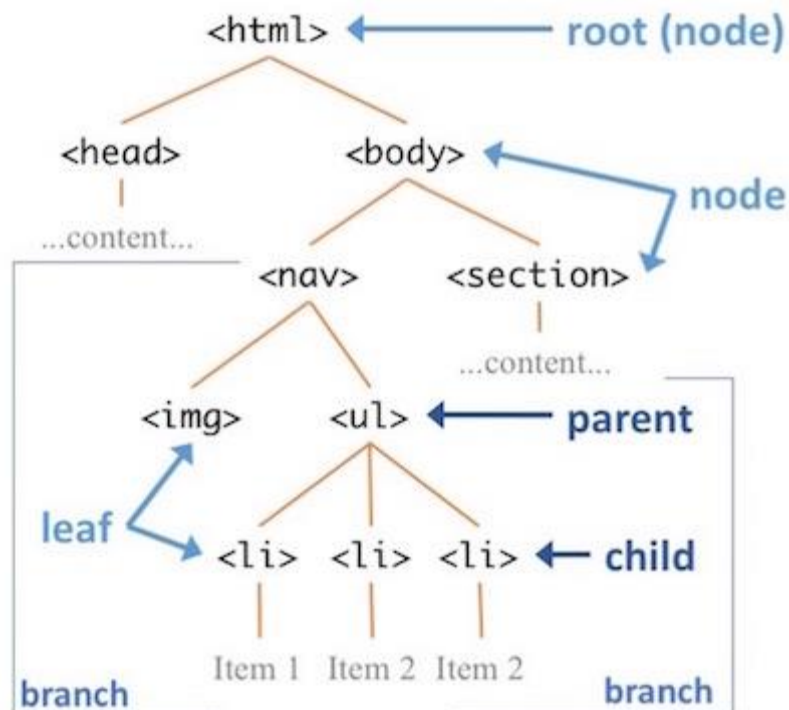 <html> root (node)
<head> <body>
node
...content...
<nav> <section>
...content...
<img> <ul> parent
leaf
<li> <li> <li> child
Item 1 Item 2 Item 2
branch branch